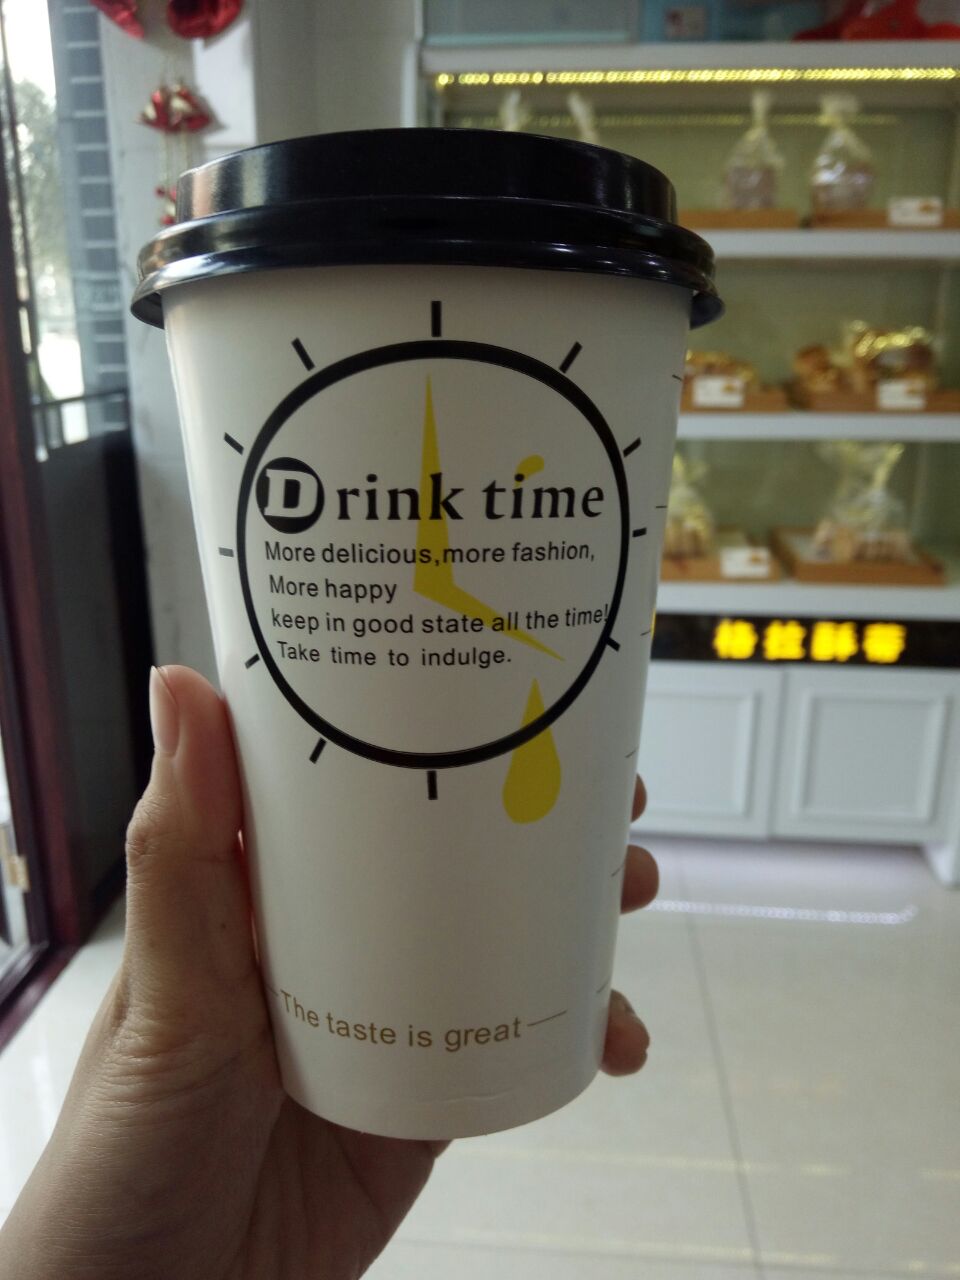 Drink time
More delicious,more fashion,
More happy
keep in good state all the time!
Take time to indulge.
The taste is great